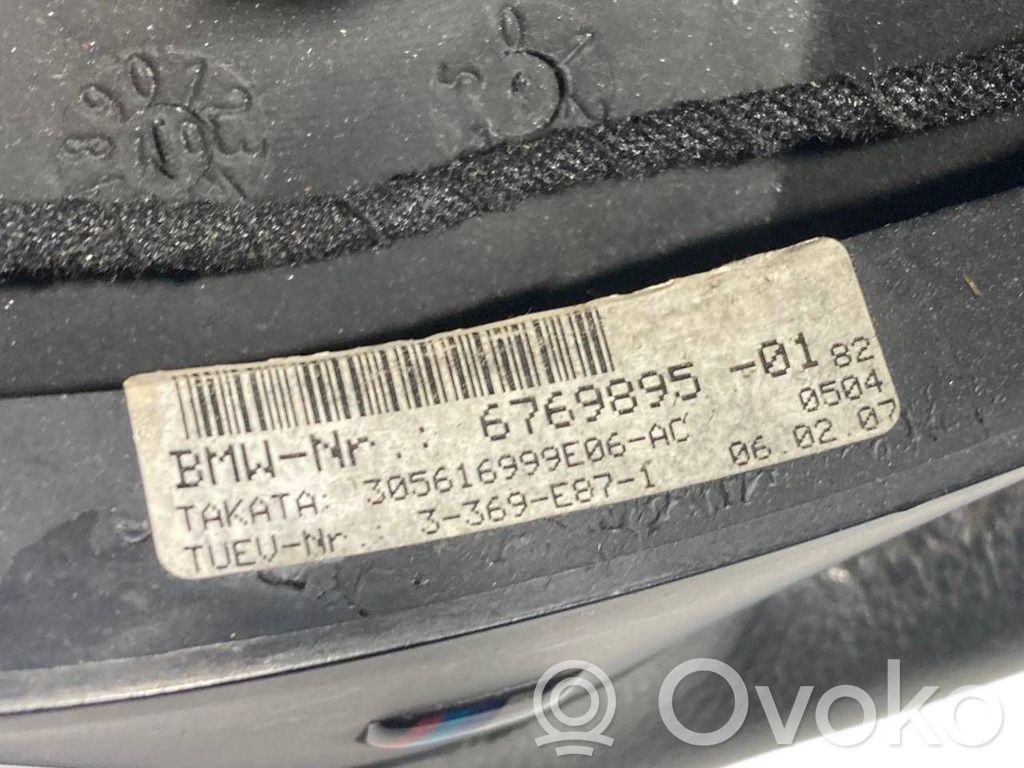 BMW-Nr.: 6769895 -01 82
TAKATA: 305616999E06-AC 0504
TUEV-Nr.: 3-369-E87-1 06.02.07
Ovoko